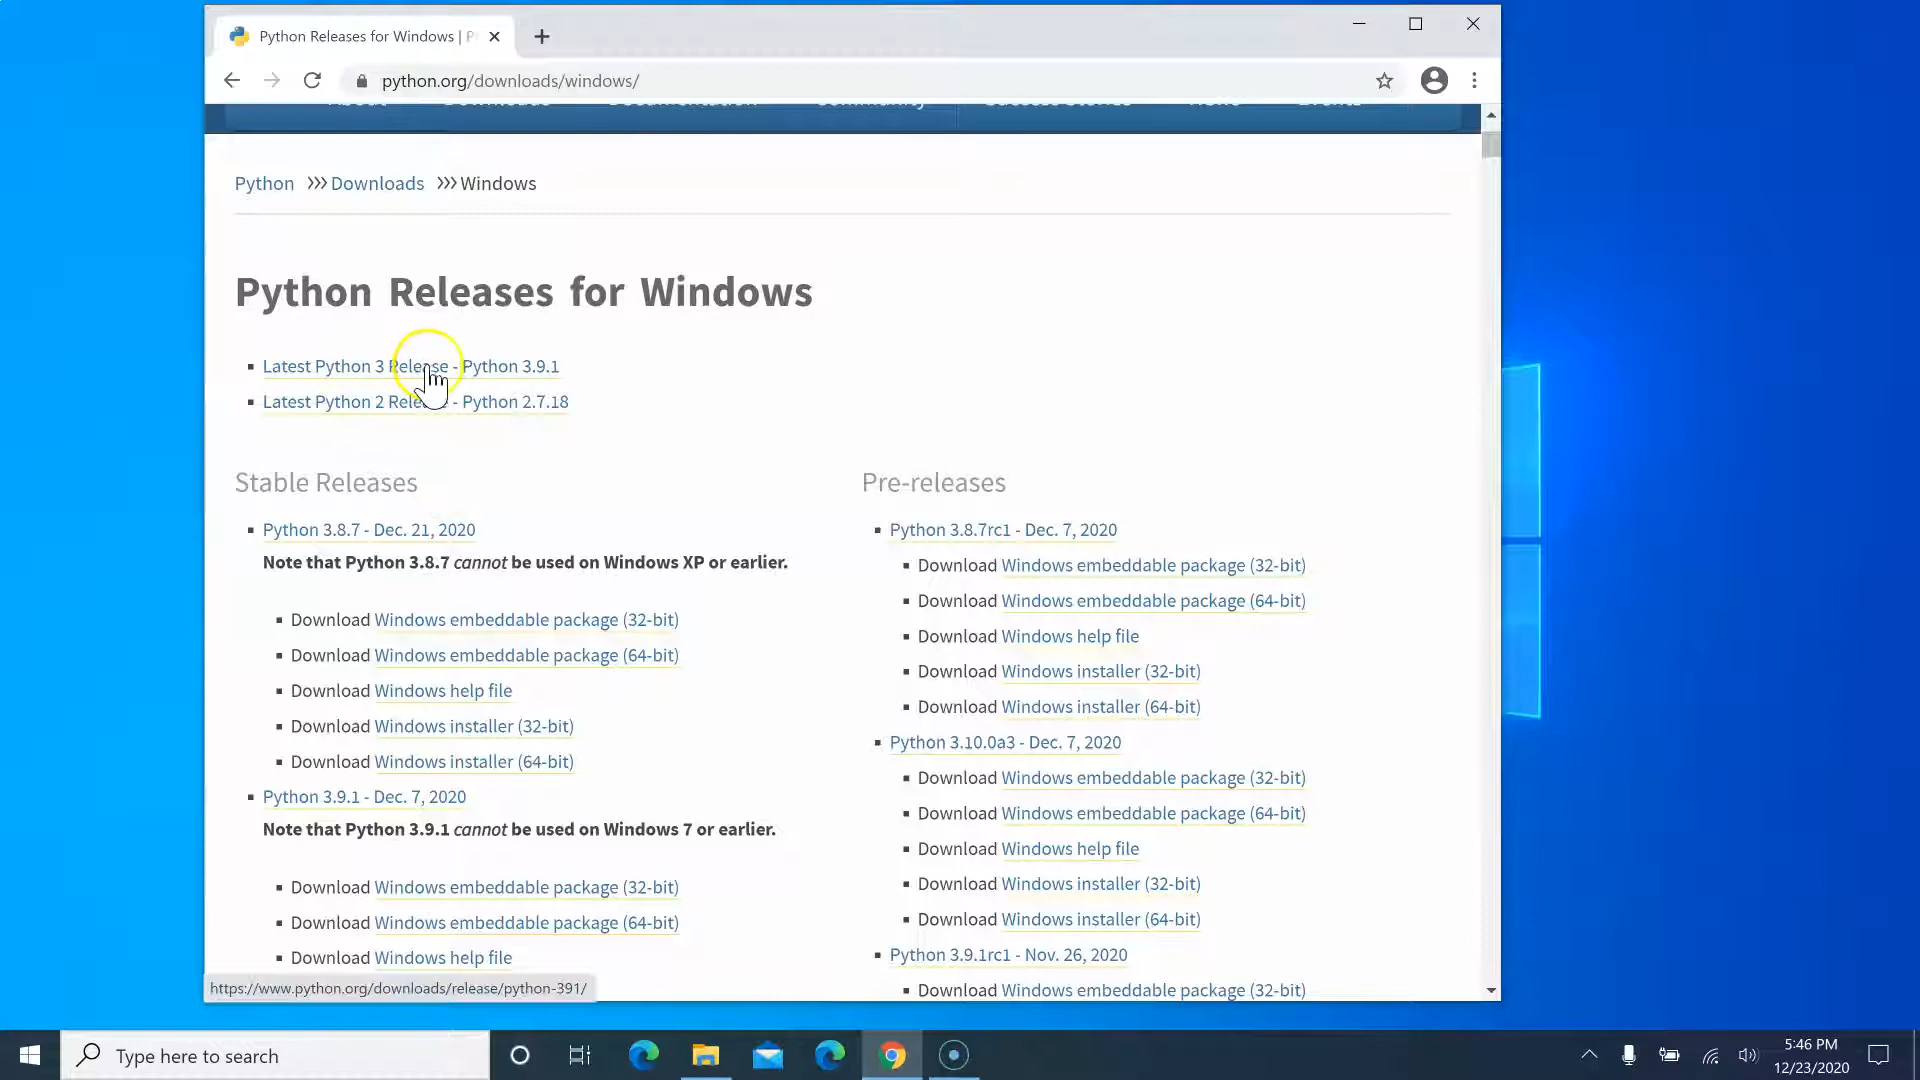 Python Releases for Windows | P
python.org/downloads/windows/
Python Downloads Windows
Python Releases for Windows
Latest Python 3 Release - Python 3.9.1
Latest Python 2 - Python 2.7.18
Stable Releases
Python 3.8.7 - Dec. 21, 2020
Note that Python 3.8.7 cannot be used on Windows XP or earlier.
Download Windows embeddable package (32-bit)
Download Windows embeddable package (64-bit)
Download Windows help file
Download Windows installer (32-bit)
Download Windows installer (64-bit)
Python 3.9.1 - Dec. 7, 2020
Note that Python 3.9.1 cannot be used on Windows 7 or earlier.
Download Windows embeddable package (32-bit)
Download Windows embeddable package (64-bit)
Download Windows help file
Pre-releases
Python 3.8.7rc1 - Dec. 7, 2020
Download Windows embeddable package (32-bit)
Download Windows embeddable package (64-bit)
Download Windows help file
Download Windows installer (32-bit)
Download Windows installer (64-bit)
Python 3.10.0a3 - Dec. 7, 2020
Download Windows embeddable package (32-bit)
Download Windows embeddable package (64-bit)
Download Windows help file
Download Windows installer (32-bit)
Download Windows installer (64-bit)
Python 3.9.1rc1 - Nov. 26, 2020
Download Windows embeddable package (32-bit)
https://www.python.org/downloads/release/python-391/
Type here to search
5:46 PM
12/23/2020